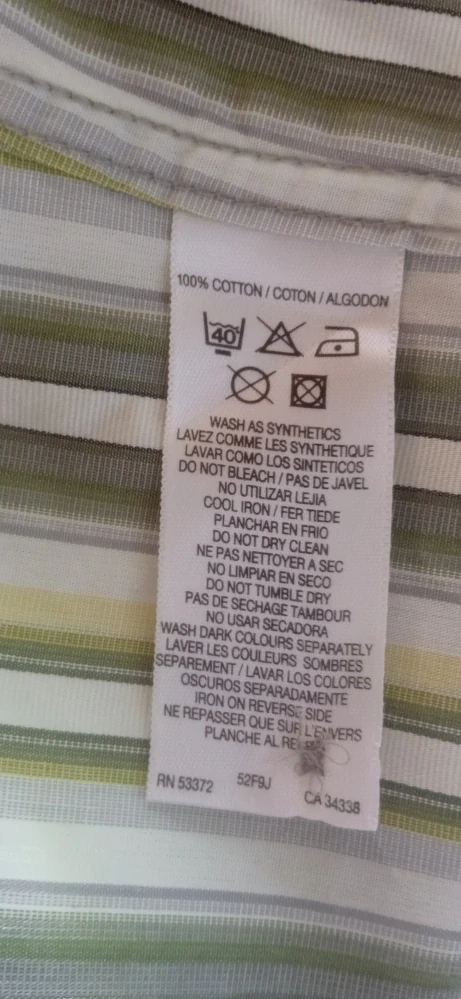 100% COTTON / COTON / ALGODON
40
WASH AS SYNTHETICS
LAVEZ COMME LES SYNTHETIQUE
LAVAR COMO LOS SINTETICOS
DO NOT BLEACH / PAS DE JAVEL
NO UTILIZAR LEJIA
COOL IRON / FER TIEDE
PLANCHAR EN FRIO
DO NOT DRY CLEAN
NE PAS NETTOYER A SEC
NO LIMPIAR EN SECO
DO NOT TUMBLE DRY
PAS DE SECHAGE TAMBOUR
NO USAR SECADORA
WASH DARK COLOURS SEPARATELY
LAVER LES COULEURS SOMBRES
SEPAREMENT / LAVAR LOS COLORES
OSCUROS SEPARADAMENTE
IRON ON REVERSE SIDE
NE REPASSER QUE SUR L'ENVERS
PLANCHE AL
RN 53372 52F9J CA 34338